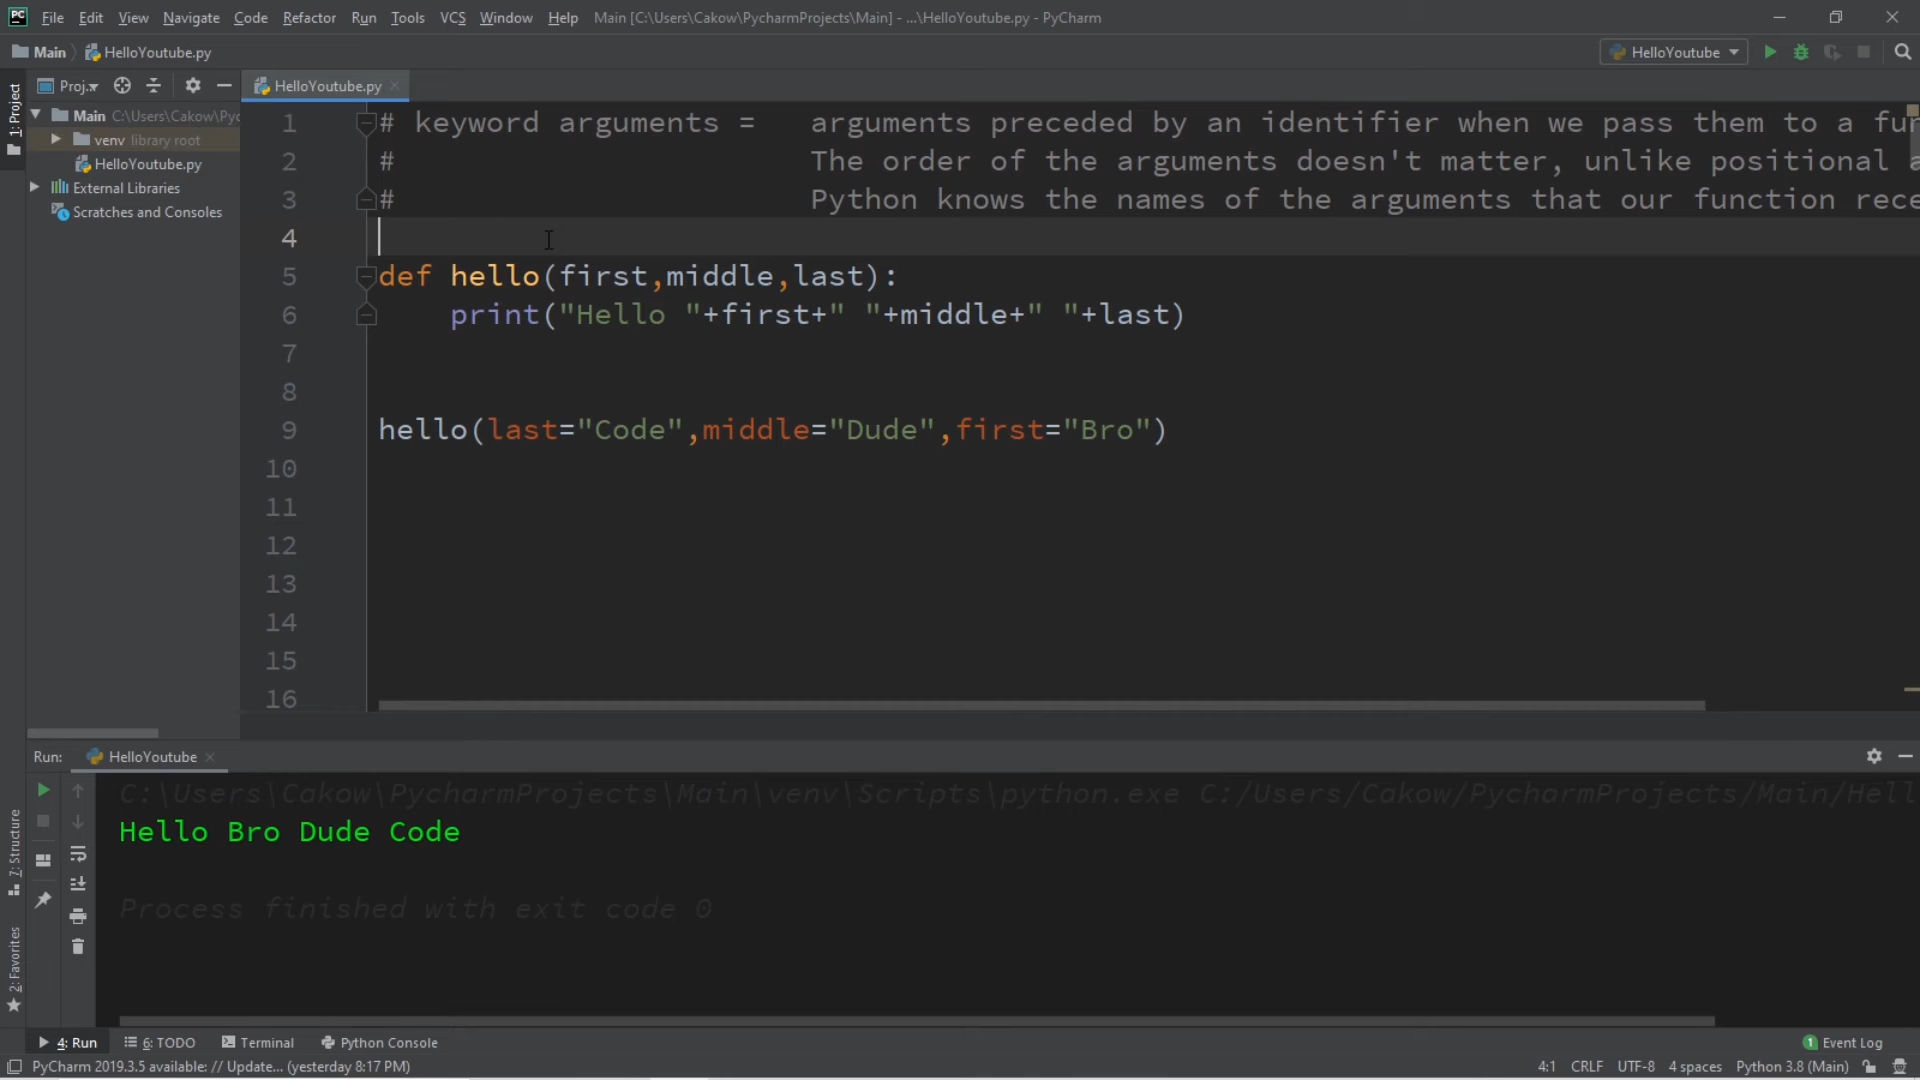 File Edit View Navigate Code Refactor Run Tools VCS Window Help Main [C:\Users\Cakow\PycharmProjects\Main] - ...\HelloYoutube.py - PyCharm
Main HelloYoutube.py HelloYoutube
1: Project
Proj...
HelloYoutube.py
Main C:\Users\Cakow\Pyc
venv library root
HelloYoutube.py
External Libraries
Scratches and Consoles
1 # keyword arguments = arguments preceded by an identifier when we pass them to a fun
2 # The order of the arguments doesn't matter, unlike positional a
3 # Python knows the names of the arguments that our function rece
4
5 def hello(first,middle,last):
6 print("Hello "+first+" "+middle+" "+last)
7
8
9 hello(last="Code",middle="Dude",first="Bro")
10
11
12
13
14
15
16
Run: HelloYoutube
C:\Users\Cakow\PycharmProjects\Main\venv\Scripts\python.exe C:/Users/Cakow/PycharmProjects/Main/Hell
Hello Bro Dude Code
Process finished with exit code 0
7: Structure
2: Favorites
4: Run 6: TODO Terminal Python Console 1 Event Log
PyCharm 2019.3.5 available: // Update... (yesterday 8:17 PM) 4:1 CRLF UTF-8 4 spaces Python 3.8 (Main)